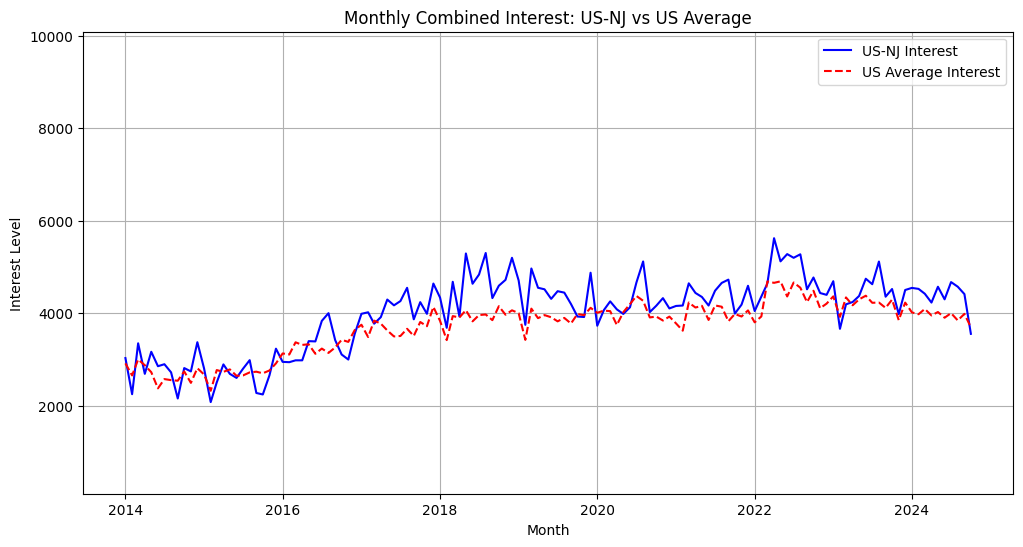 Monthly Combined Interest: US-NJ vs US Average
10000
8000
6000
4000
2000
Interest Level
US-NJ Interest
US Average Interest
2014 2016 2018 2020 2022 2024
Month